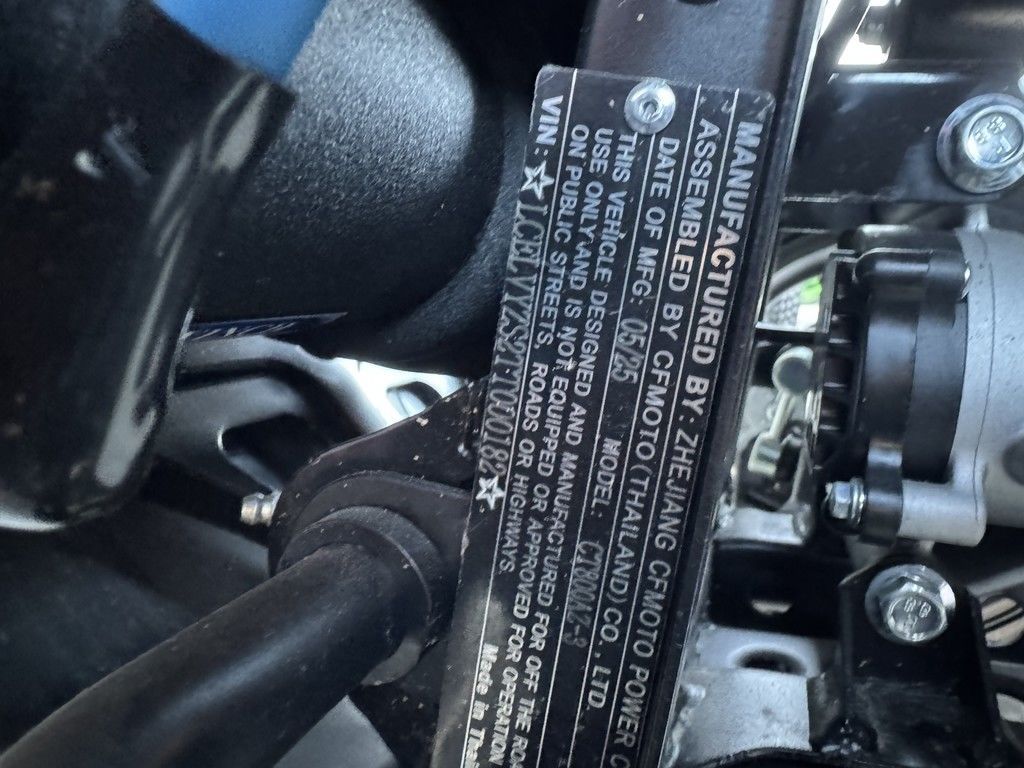 MANUFACTURED BY: ZHEJIANG CFMOTO POWER C
ASSEMBLED BY CFMOTO(THAILAND)CO.,LTD
DATE OF MFG: 05/25 MODEL:
THIS VEHICLE DESIGNED AND MANUFACTURED FOR OFF THE RO
USE ONLY AND IS NOT EQUIPPED OR APPROVED FOR OPERATION
ON PUBLIC STREETS, ROADS OR HIGHWAYS.
VIN:
Made in Thai